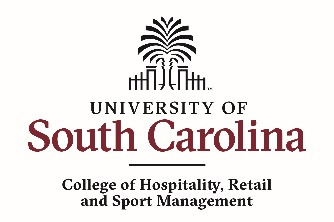 UNIVERSITY OF
South Carolina
College of Hospitality, Retail
and Sport Management